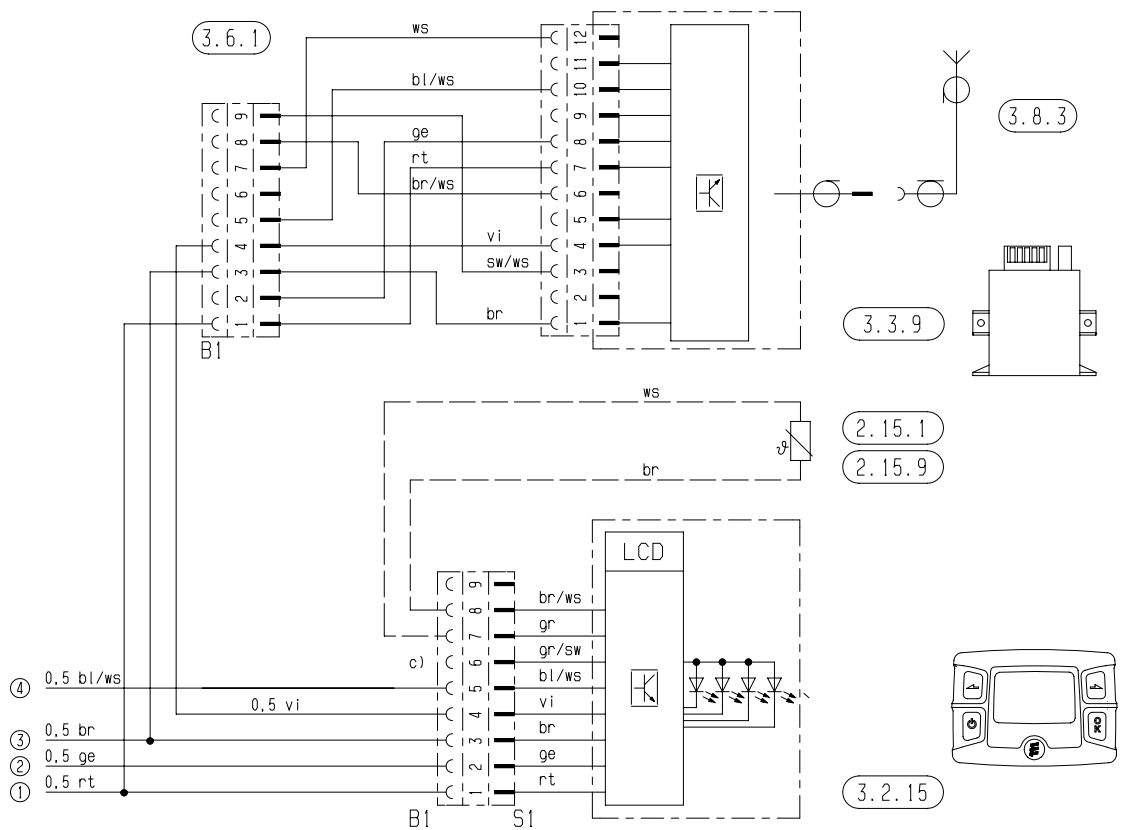 3.6.1
ws
bl/ws
ge
rt
br/ws
vi
sw/ws
br
9
8
7
6
5
4
3
2
1
B1
12
11
10
9
8
7
6
5
4
3
2
1
3.8.3
3.3.9
ws
ϑ
2.15.1
br
2.15.9
LCD
9
8
7
6
5
4
3
2
1
c)
br/ws
gr
gr/sw
bl/ws
vi
br
ge
rt
④ 0,5 bl/ws
0,5 vi
③ 0,5 br
② 0,5 ge
① 0,5 rt
B1
S1
OK
3.2.15